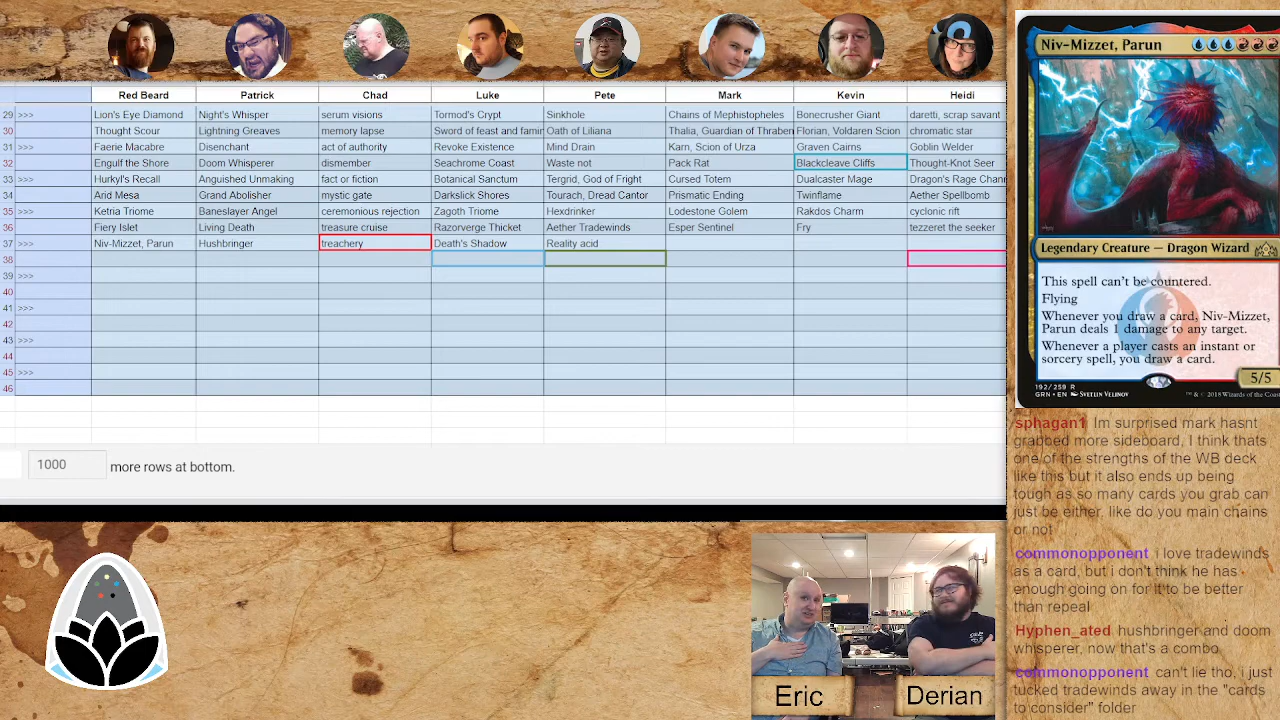 Red Beard Patrick Chad Luke Pete Mark Kevin Heidi
29 >>> Lion's Eye Diamond Night's Whisper serum visions Tormod's Crypt Sinkhole Chains of Mephistopheles Bonecrusher Giant daretti, scrap savant
30 Thought Scour Lightning Greaves memory lapse Sword of feast and famin Oath of Liliana Thalia, Guardian of Thraben Florian, Voldaren Scion chromatic star
31 >>> Faerie Macabre Disenchant act of authority Revoke Existence Mind Drain Karn, Scion of Urza Graven Cairns Goblin Welder
32 Engulf the Shore Doom Whisperer dismember Seachrome Coast Waste not Pack Rat Blackcleave Cliffs Thought-Knot Seer
33 >>> Hurkyl's Recall Anguished Unmaking fact or fiction Botanical Sanctum Tergrid, God of Fright Cursed Totem Dualcaster Mage Dragon's Rage Chan
34 Arid Mesa Grand Abolisher mystic gate Darkslick Shores Tourach, Dread Cantor Prismatic Ending Twinflame Aether Spellbomb
35 >>> Ketria Triome Baneslayer Angel ceremonious rejection Zagoth Triome Hexdrinker Lodestone Golem Rakdos Charm cyclonic rift
36 Fiery Islet Living Death treasure cruise Razorverge Thicket Aether Tradewinds Esper Sentinel Fry tezzeret the seeker
37 >>> Niv-Mizzet, Parun Hushbringer treachery Death's Shadow Reality acid
38
39 >>>
40
41 >>>
42
43 >>>
44
45 >>>
46
1000 more rows at bottom.
Niv-Mizzet, Parun
Legendary Creature — Dragon Wizard
This spell can't be countered.
Flying
Whenever you draw a card, Niv-Mizzet,
Parun deals 1 damage to any target.
Whenever a player casts an instant or
sorcery spell, you draw a card.
5/5
192/259 R
GRN • EN SVETLIN VELINOV ™ & © 2018 Wizards of the Coas
sphagan1 Im surprised mark hasnt
grabbed more sideboard, I think thats
one of the strengths of the WB deck
like this but it also ends up being
tough as so many cards you grab can
just be either, like do you main chains
or not
commonopponent i love tradewinds
as a card, but i don't think he has
enough going on for it to be better
than repeal
Hyphen_ated hushbringer and doom
whisperer, now that's a combo
commonopponent can't lie tho, i just
tucked tradewinds away in the "cards
to consider" folder
Eric
Derian